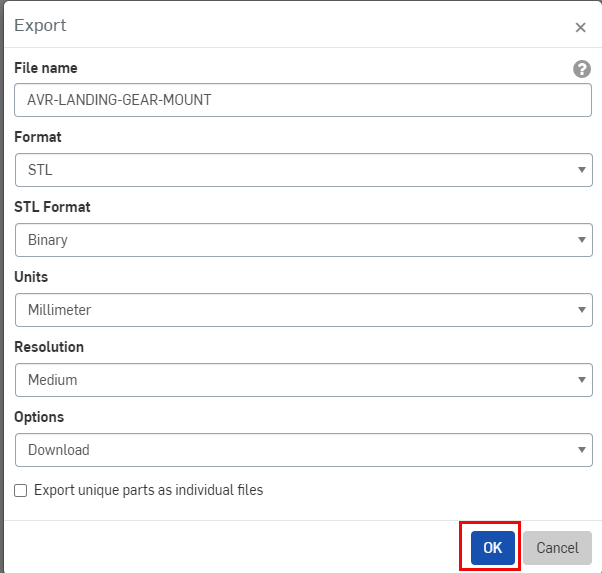 Export
×
File name
?
AVR-LANDING-GEAR-MOUNT
Format
STL
STL Format
Binary
Units
Millimeter
Resolution
Medium
Options
Download
Export unique parts as individual files
OK Cancel